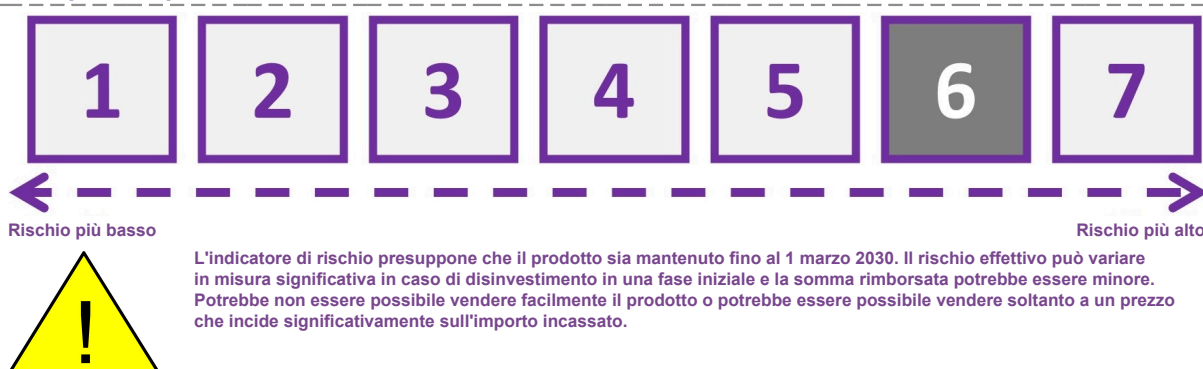 1 2 3 4 5 6 7
Rischio più basso Rischio più alto
L'indicatore di rischio presuppone che il prodotto sia mantenuto fino al 1 marzo 2030. Il rischio effettivo può variare
in misura significativa in caso di disinvestimento in una fase iniziale e la somma rimborsata potrebbe essere minore.
Potrebbe non essere possibile vendere facilmente il prodotto o potrebbe essere possibile vendere soltanto a un prezzo
che incide significativamente sull'importo incassato.
!